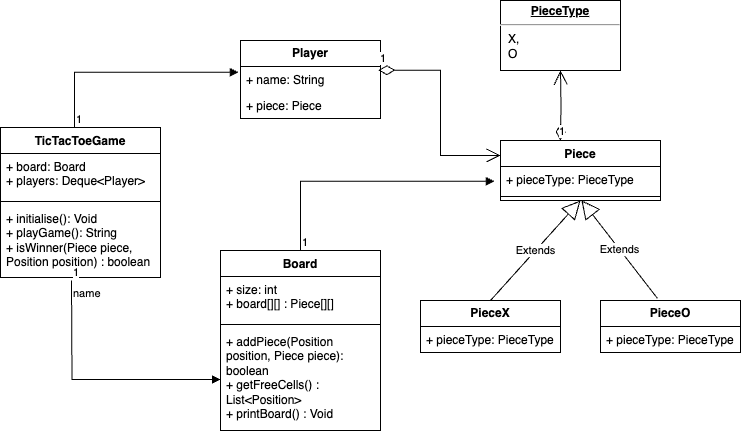 PieceType
X,
O
Player
+ name: String
+ piece: Piece
1
1
1
TicTacToeGame
+ board: Board
+ players: Deque<Player>
+ initialise(): Void
+ playGame(): String
+ isWinner(Piece piece,
Position position) : boolean
1
name
Piece
+ pieceType: PieceType
1
Board
+ size: int
+ board[][] : Piece[][]
+ addPiece(Position
position, Piece piece):
boolean
+ getFreeCells() :
List<Position>
+ printBoard() : Void
Extends
Extends
PieceX
+ pieceType: PieceType
PieceO
+ pieceType: PieceType